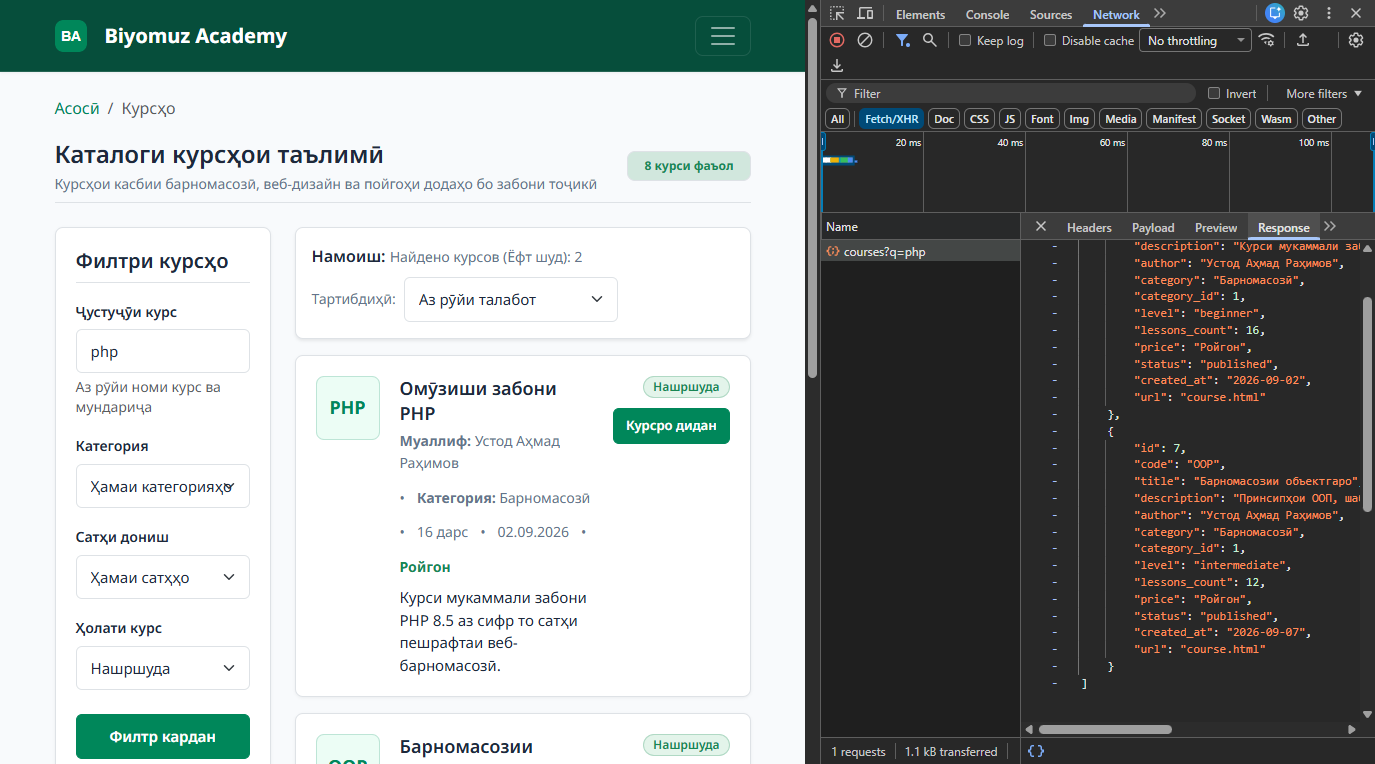 BA Biyomuz Academy
Асосӣ / Курсҳо
Каталоги курсҳои таълимӣ
Курсҳои касбии барномасозӣ, веб-дизайн ва пойгоҳи додаҳо бо забони тоҷикӣ
8 курси фаъол
Филтри курсҳо
Ҷустуҷӯи курс
php
Аз рӯйи номи курс ва
мундариҷа
Категория
Ҳамаи категорияҳо
Сатҳи дониш
Ҳамаи сатҳҳо
Ҳолати курс
Нашршуда
Филтр кардан
Намоиш: Найдено курсов (Ёфт шуд): 2
Тартибдиҳӣ: Аз рӯйи талабот
PHP
Омӯзиши забони
PHP
Нашршуда
Курсро дидан
Муаллиф: Устод Аҳмад
Раҳимов
• Категория: Барномасозӣ
• 16 дарс • 02.09.2026 •
Ройгон
Курси мукаммали забони
PHP 8.5 аз сифр то сатҳи
пешрафтаи веб-
барномасозӣ.
OOP
Барномасозии
Нашршуда
Elements Console Sources Network
Keep log Disable cache No throttling
Filter Invert More filters
All Fetch/XHR Doc CSS JS Font Img Media Manifest Socket Wasm Other
20 ms 40 ms 60 ms 80 ms 100 ms
Name
courses?q=php
Headers Payload Preview Response
- "description": "Курси мукаммали за
- "author": "Устод Аҳмад Раҳимов",
- "category": "Барномасозӣ",
- "category_id": 1,
- "level": "beginner",
- "lessons_count": 16,
- "price": "Ройгон",
- "status": "published",
- "created_at": "2026-09-02",
- "url": "course.html"
- },
- {
- "id": 7,
- "code": "OOP",
- "title": "Барномасозии объектгаро"
- "description": "Принсипҳои ООП, ша
- "author": "Устод Аҳмад Раҳимов",
- "category": "Барномасозӣ",
- "category_id": 1,
- "level": "intermediate",
- "lessons_count": 12,
- "price": "Ройгон",
- "status": "published",
- "created_at": "2026-09-07",
- "url": "course.html"
- }
- ]
1 requests 1.1 kB transferred {}